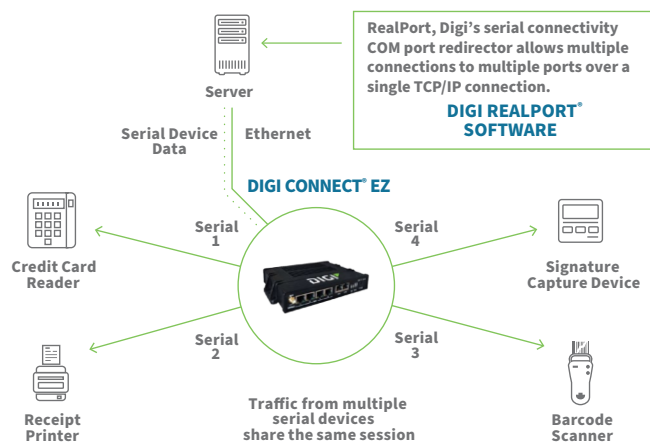 RealPort, Digi's serial connectivity
COM port redirector allows multiple
connections to multiple ports over a
single TCP/IP connection.
DIGI REALPORT®
SOFTWARE
Server
Serial Device
Data
Ethernet
DIGI CONNECT® EZ
Serial
1
Serial
4
Credit Card
Reader
DIGI
Signature
Capture Device
Serial
2
Serial
3
Receipt
Printer
Traffic from multiple
serial devices
share the same session
Barcode
Scanner